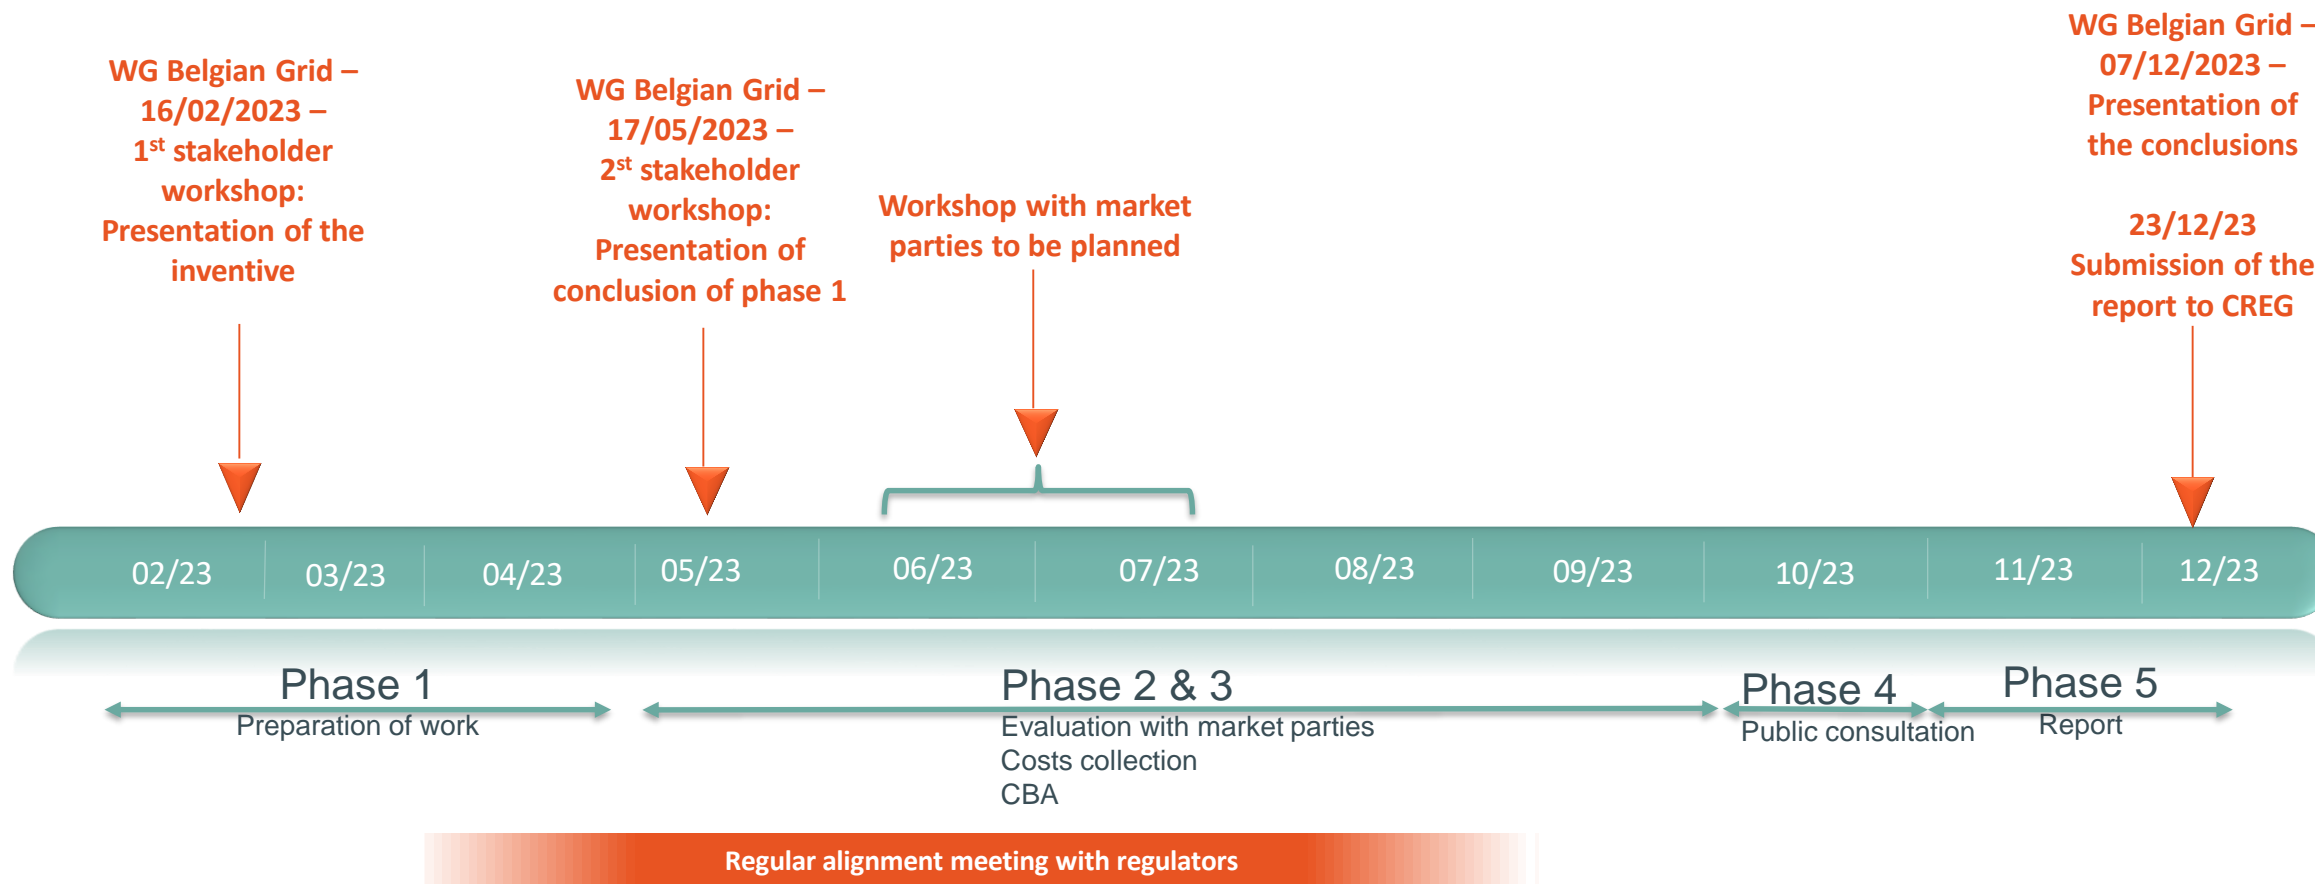 WG Belgian Grid –
16/02/2023 –
1st stakeholder
workshop:
Presentation of the
inventive
WG Belgian Grid –
17/05/2023 –
2st stakeholder
workshop:
Presentation of
conclusion of phase 1
Workshop with market
parties to be planned
WG Belgian Grid –
07/12/2023 –
Presentation of
the conclusions
23/12/23
Submission of the
report to CREG
02/23
03/23
04/23
05/23
06/23
07/23
08/23
09/23
10/23
11/23
12/23
Phase 1
Preparation of work
Phase 2 & 3
Evaluation with market parties
Costs collection
CBA
Phase 4
Public consultation
Phase 5
Report
Regular alignment meeting with regulators